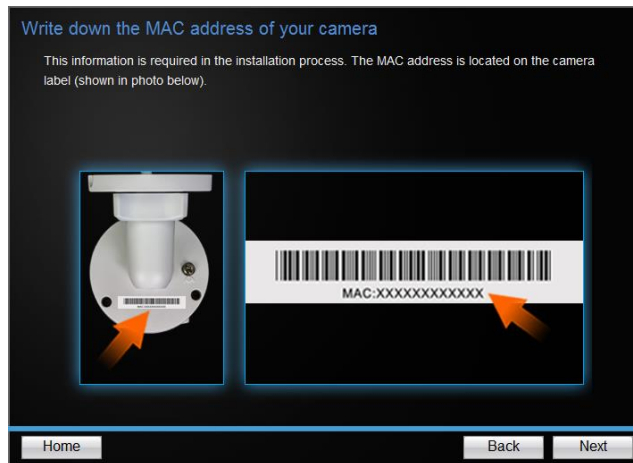 Write down the MAC address of your camera
This information is required in the installation process. The MAC address is located on the camera
label (shown in photo below).
MAC:XXXXXXXXXXXX
Home
Back
Next